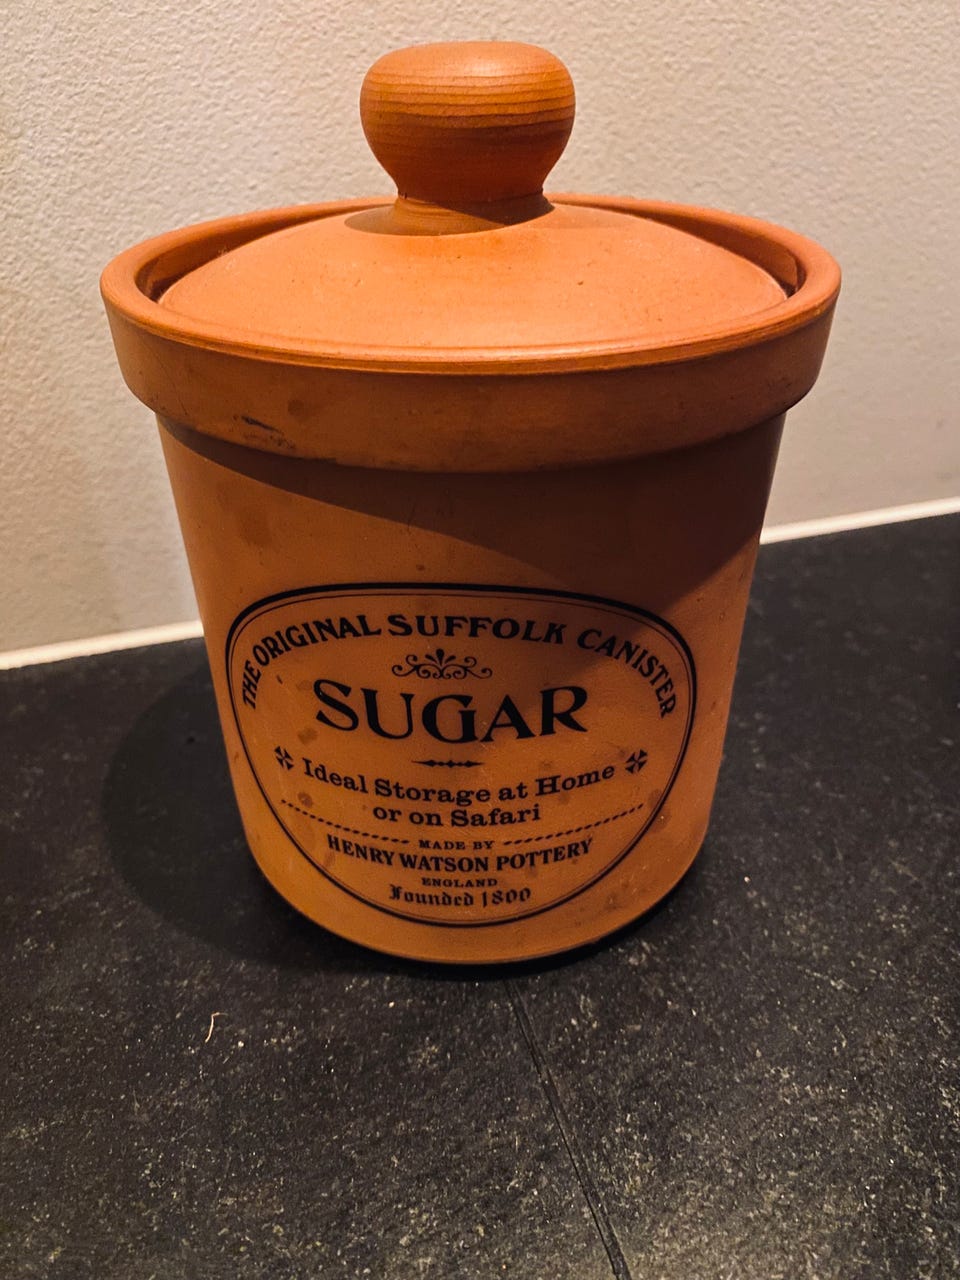 THE ORIGINAL SUFFOLK CANISTER
SUGAR
Ideal Storage at Home
or on Safari
MADE BY
HENRY WATSON POTTERY
ENGLAND
Founded 1800